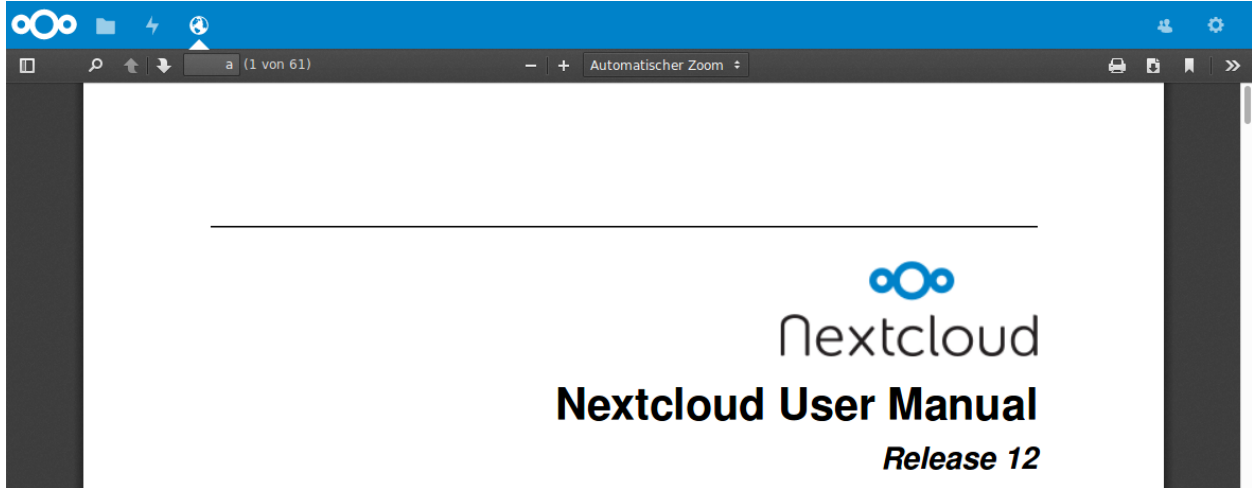 a (1 von 61) − + Automatischer Zoom
Nextcloud
Nextcloud User Manual
Release 12